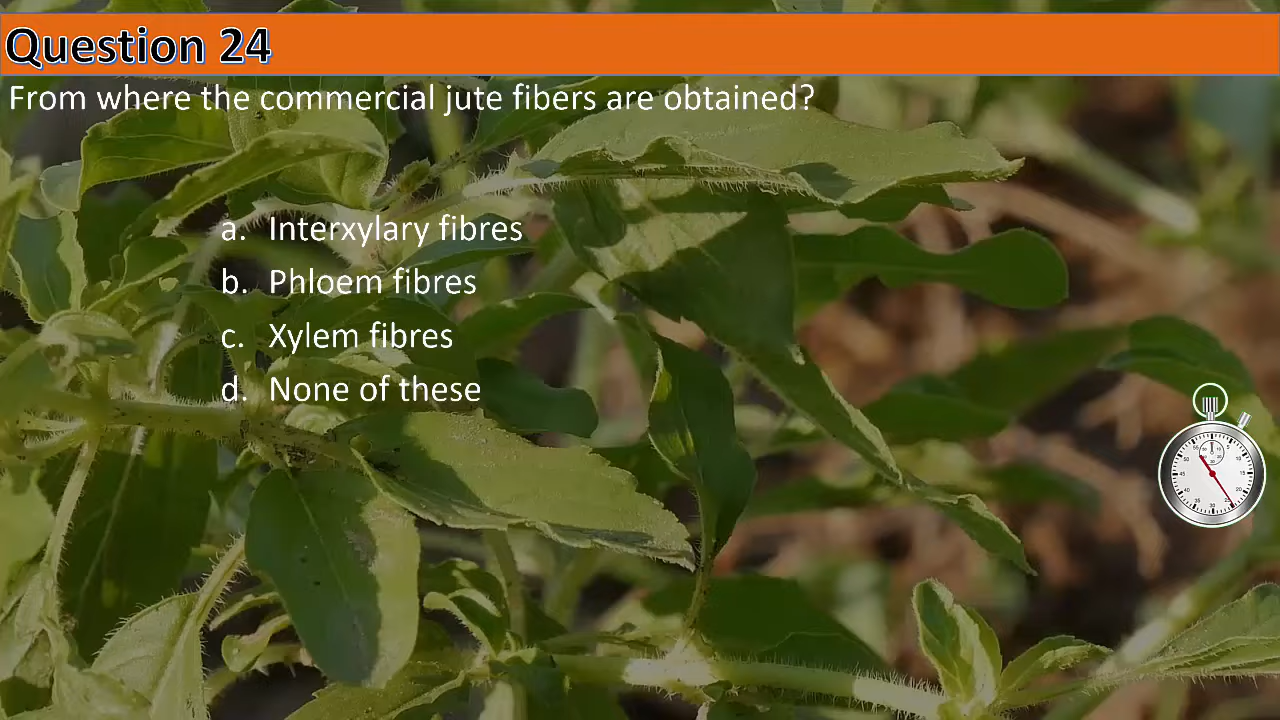 Question 24
From where the commercial jute fibers are obtained?
a. Interxylary fibres
b. Phloem fibres
c. Xylem fibres
d. None of these